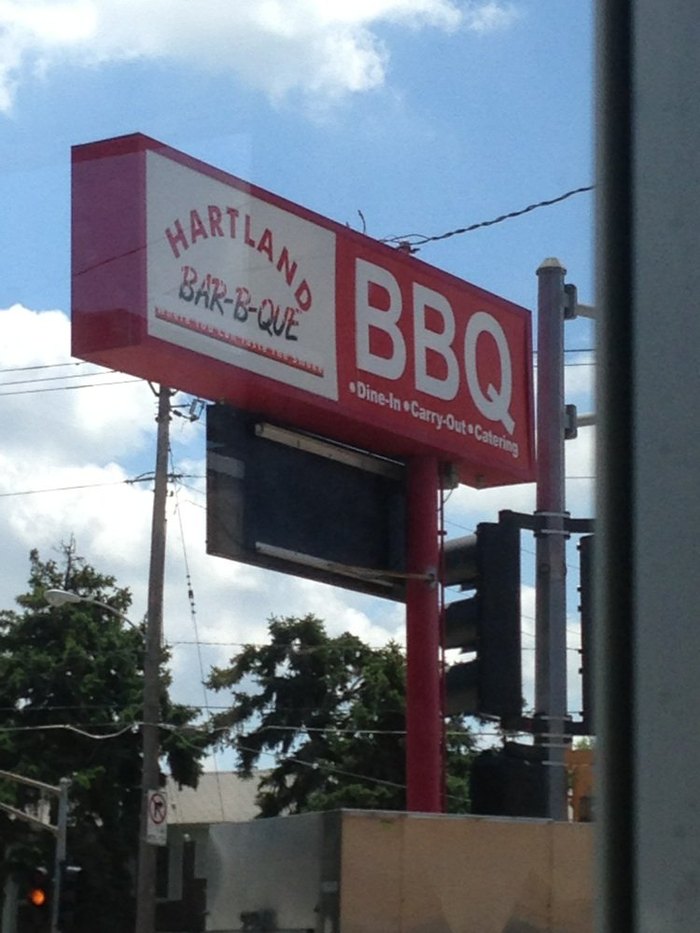 HARTLAND
BAR-B-QUE
BBQ
•Dine-In •Carry-Out •Catering